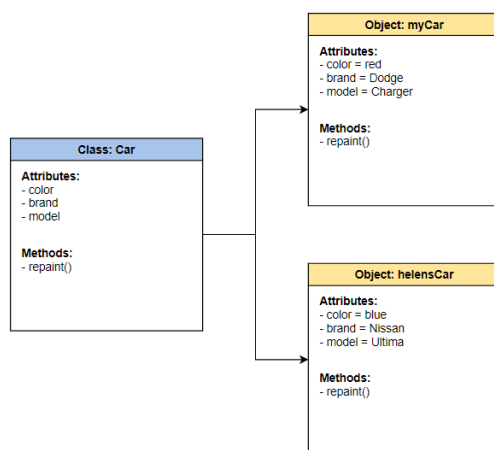 Class: Car
Attributes:
- color
- brand
- model
Methods:
- repaint()
Object: myCar
Attributes:
- color = red
- brand = Dodge
- model = Charger
Methods:
- repaint()
Object: helensCar
Attributes:
- color = blue
- brand = Nissan
- model = Ultima
Methods:
- repaint()